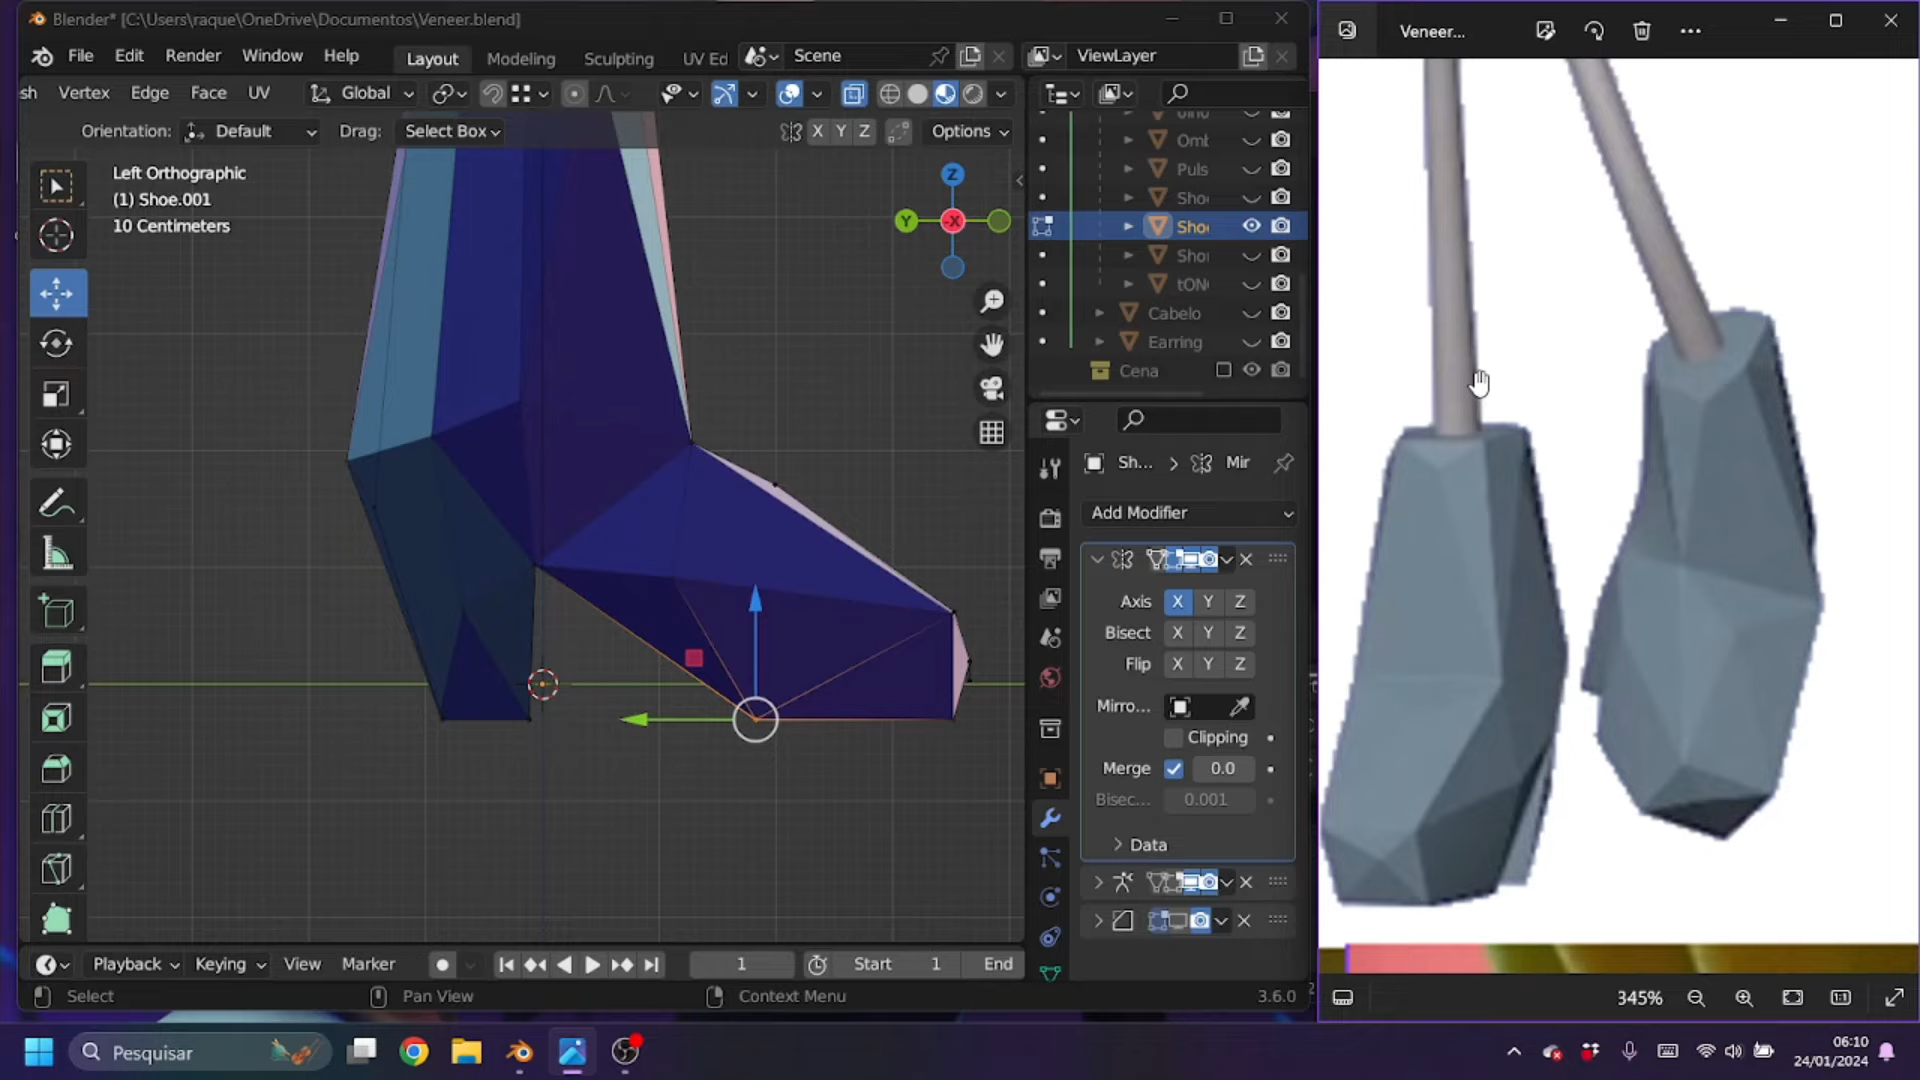 Blender* [C:\Users\raque\OneDrive\Documentos\Veneer.blend]
File Edit Render Window Help Layout Modeling Sculpting UV Ed Scene ViewLayer
sh Vertex Edge Face UV Global
Orientation: Default Drag: Select Box X Y Z Options
Left Orthographic
(1) Shoe.001
10 Centimeters
Z
Y
-X
Omb
Puls
Sho
Sho
Sho
tON
Cabelo
Earring
Cena
Sh... Mir
Add Modifier
Axis X Y Z
Bisect X Y Z
Flip X Y Z
Mirro...
Clipping
Merge 0.0
Bisec... 0.001
Data
Playback Keying View Marker 1 Start 1 End
Select Pan View Context Menu 3.6.0
Veneer...
345%
1:1
Pesquisar
06:10
24/01/2024